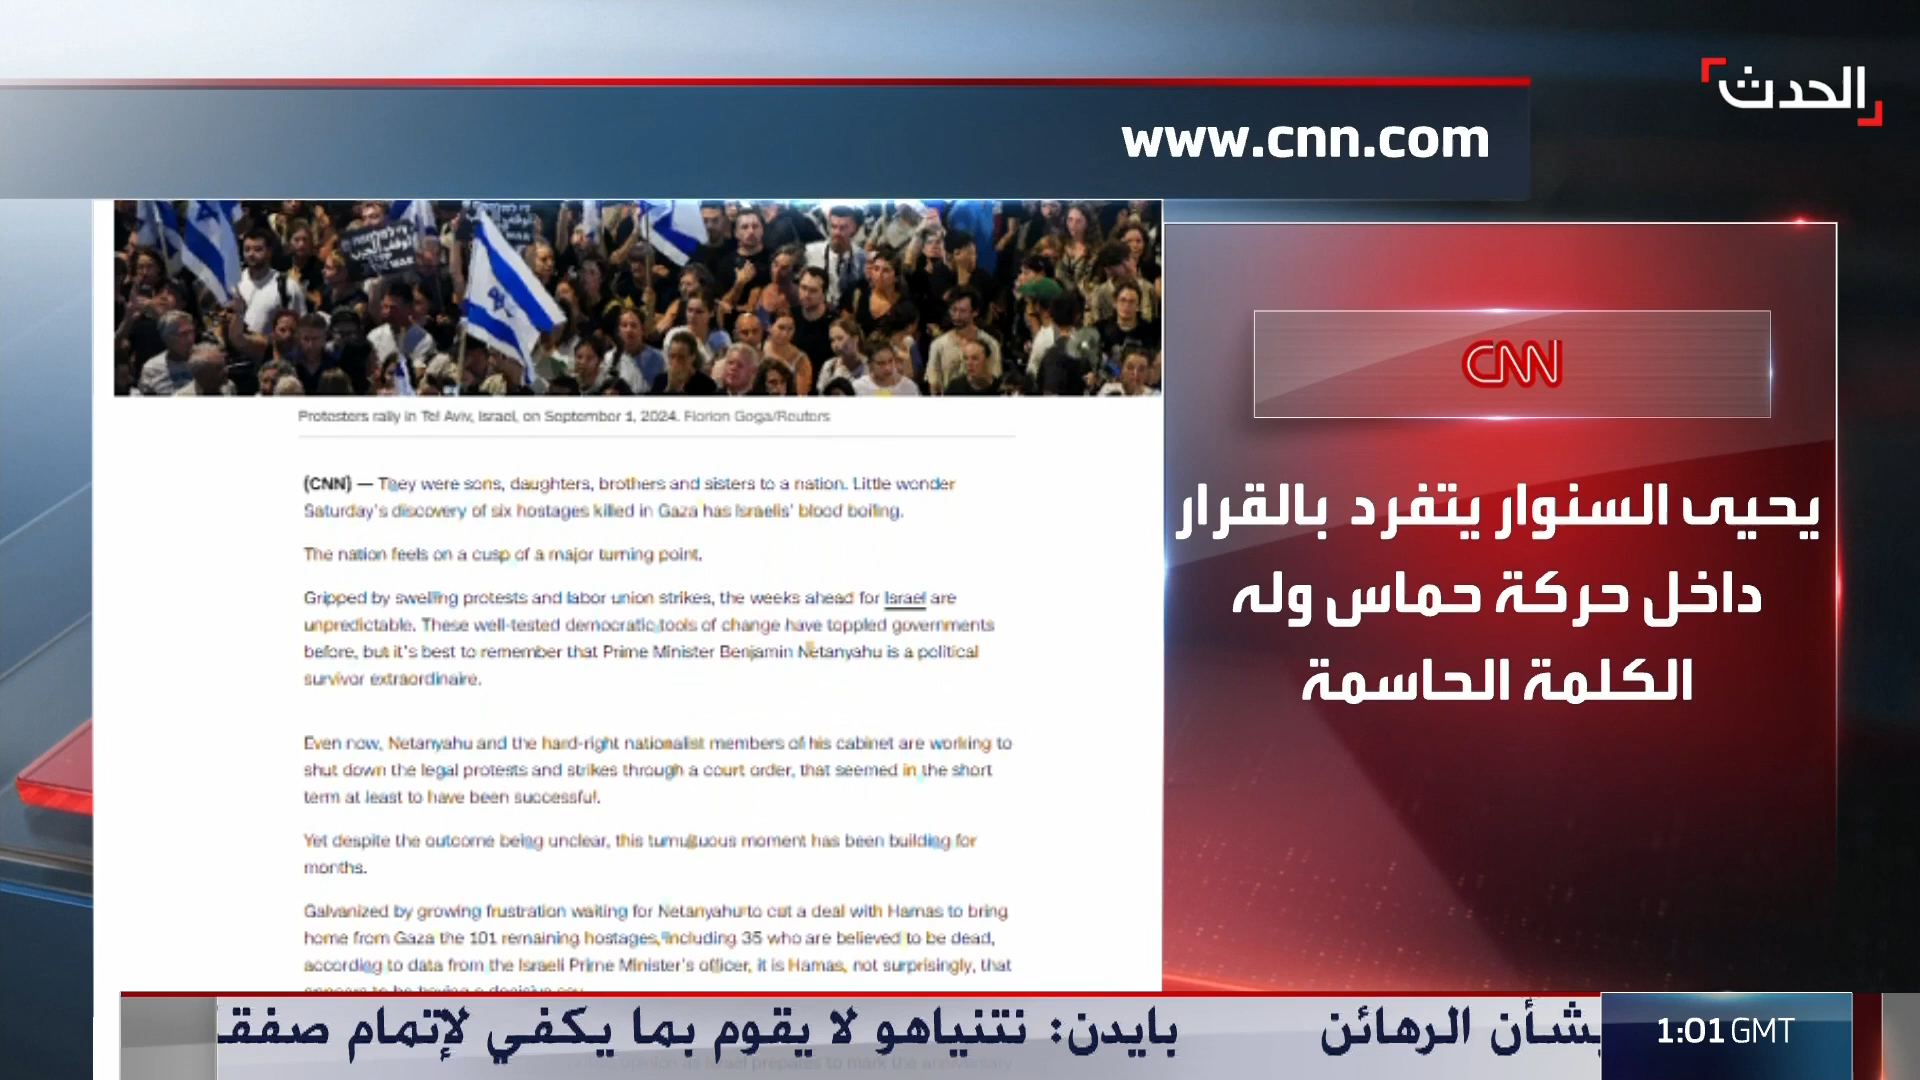 الحدث
www.cnn.com
CNN
يحيى السنوار يتفرد بالقرار
داخل حركة حماس وله
الكلمة الحاسمة
Protesters rally in Tel Aviv, Israel, on September 1, 2024. Florion Goga/Reuters
(CNN) — They were sons, daughters, brothers and sisters to a nation. Little wonder
Saturday's discovery of six hostages killed in Gaza has Israelis' blood boiling.
The nation feels on a cusp of a major turning point.
Gripped by swelling protests and labor union strikes, the weeks ahead for Israel are
unpredictable. These well-tested democratic tools of change have toppled governments
before, but it's best to remember that Prime Minister Benjamin Netanyahu is a political
survivor extraordinaire.
Even now, Netanyahu and the hard-right nationalist members of his cabinet are working to
shut down the legal protests and strikes through a court order, that seemed in the short
term at least to have been successful.
Yet despite the outcome being unclear, this tumultuous moment has been building for
months.
Galvanized by growing frustration waiting for Netanyahu to cut a deal with Hamas to bring
home from Gaza the 101 remaining hostages, including 35 who are believed to be dead,
according to data from the Israeli Prime Minister's officer, it is Hamas, not surprisingly, that
بشأن الرهائن بايدن: نتنياهو لا يقوم بما يكفي لإتمام صفقـ
1:01 GMT